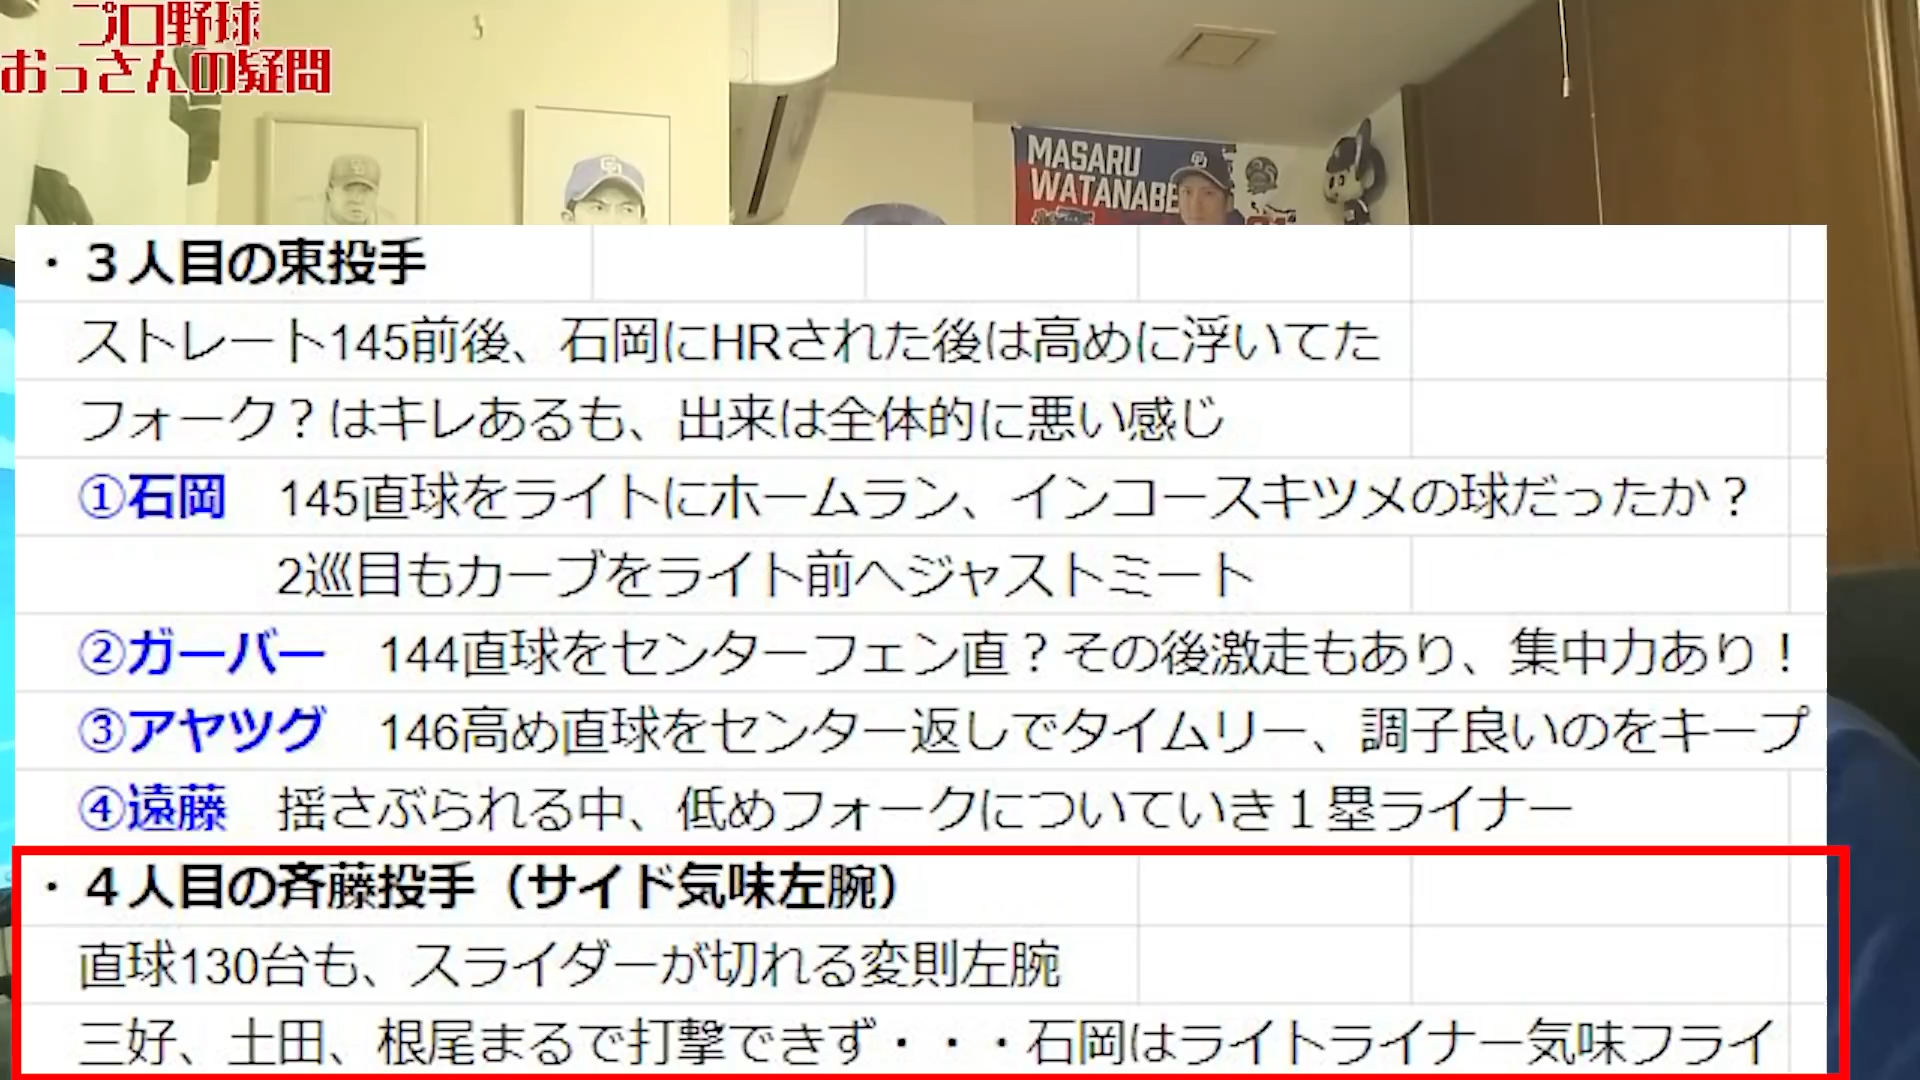 プロ野球
おっさんの疑問
MASARU
WATANABE
・３人目の東投手
ストレート145前後、石岡にHRされた後は高めに浮いてた
フォーク？はキレあるも、出来は全体的に悪い感じ
①石岡　145直球をライトにホームラン、インコースキツメの球だったか？
2巡目もカーブをライト前へジャストミート
②ガーバー　144直球をセンターフェン直？その後激走もあり、集中力あり！
③アヤツグ　146高め直球をセンター返しでタイムリー、調子良いのをキープ
④遠藤　揺さぶられる中、低めフォークについていき１塁ライナー
・４人目の斉藤投手（サイド気味左腕）
直球130台も、スライダーが切れる変則左腕
三好、土田、根尾まるで打撃できず・・・石岡はライトライナー気味フライ